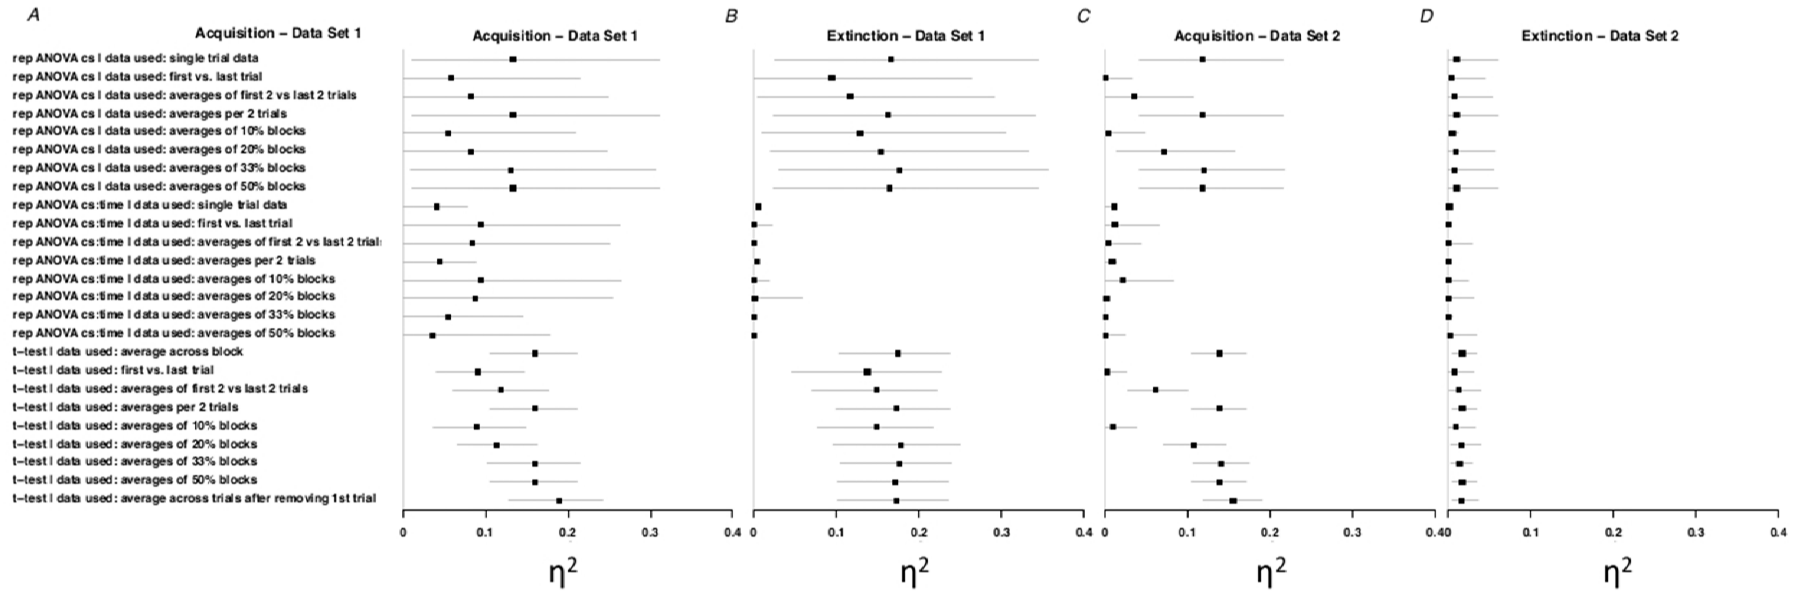 A
B
C
D
Acquisition – Data Set 1
Acquisition – Data Set 1
Extinction – Data Set 1
Acquisition – Data Set 2
Extinction – Data Set 2
rep ANOVA cs | data used: single trial data
rep ANOVA cs | data used: first vs. last trial
rep ANOVA cs | data used: averages of first 2 vs last 2 trials
rep ANOVA cs | data used: averages per 2 trials
rep ANOVA cs | data used: averages of 10% blocks
rep ANOVA cs | data used: averages of 20% blocks
rep ANOVA cs | data used: averages of 33% blocks
rep ANOVA cs | data used: averages of 50% blocks
rep ANOVA cs:time | data used: single trial data
rep ANOVA cs:time | data used: first vs. last trial
rep ANOVA cs:time | data used: averages of first 2 vs last 2 trials
rep ANOVA cs:time | data used: averages per 2 trials
rep ANOVA cs:time | data used: averages of 10% blocks
rep ANOVA cs:time | data used: averages of 20% blocks
rep ANOVA cs:time | data used: averages of 33% blocks
rep ANOVA cs:time | data used: averages of 50% blocks
t–test | data used: average across block
t–test | data used: first vs. last trial
t–test | data used: averages of first 2 vs last 2 trials
t–test | data used: averages per 2 trials
t–test | data used: averages of 10% blocks
t–test | data used: averages of 20% blocks
t–test | data used: averages of 33% blocks
t–test | data used: averages of 50% blocks
t–test | data used: average across trials after removing 1st trial
0 0.1 0.2 0.3 0.4
0 0.1 0.2 0.3 0.4
0 0.1 0.2 0.3 0.4
0 0.1 0.2 0.3 0.4
η²
η²
η²
η²